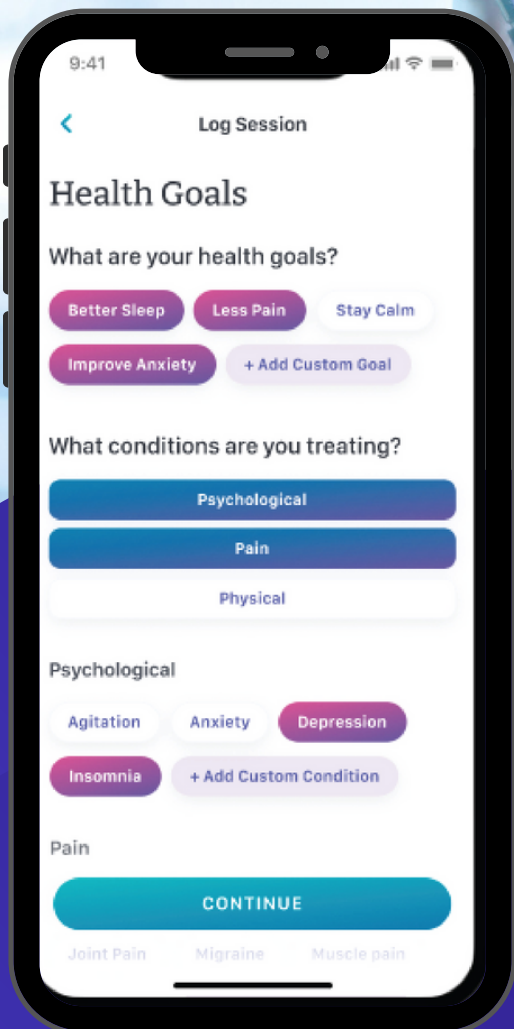 9:41
Log Session
Health Goals
What are your health goals?
Better Sleep Less Pain Stay Calm
Improve Anxiety + Add Custom Goal
What conditions are you treating?
Psychological
Pain
Physical
Psychological
Agitation Anxiety Depression
Insomnia + Add Custom Condition
Pain
CONTINUE
Joint Pain Migraine Muscle pain